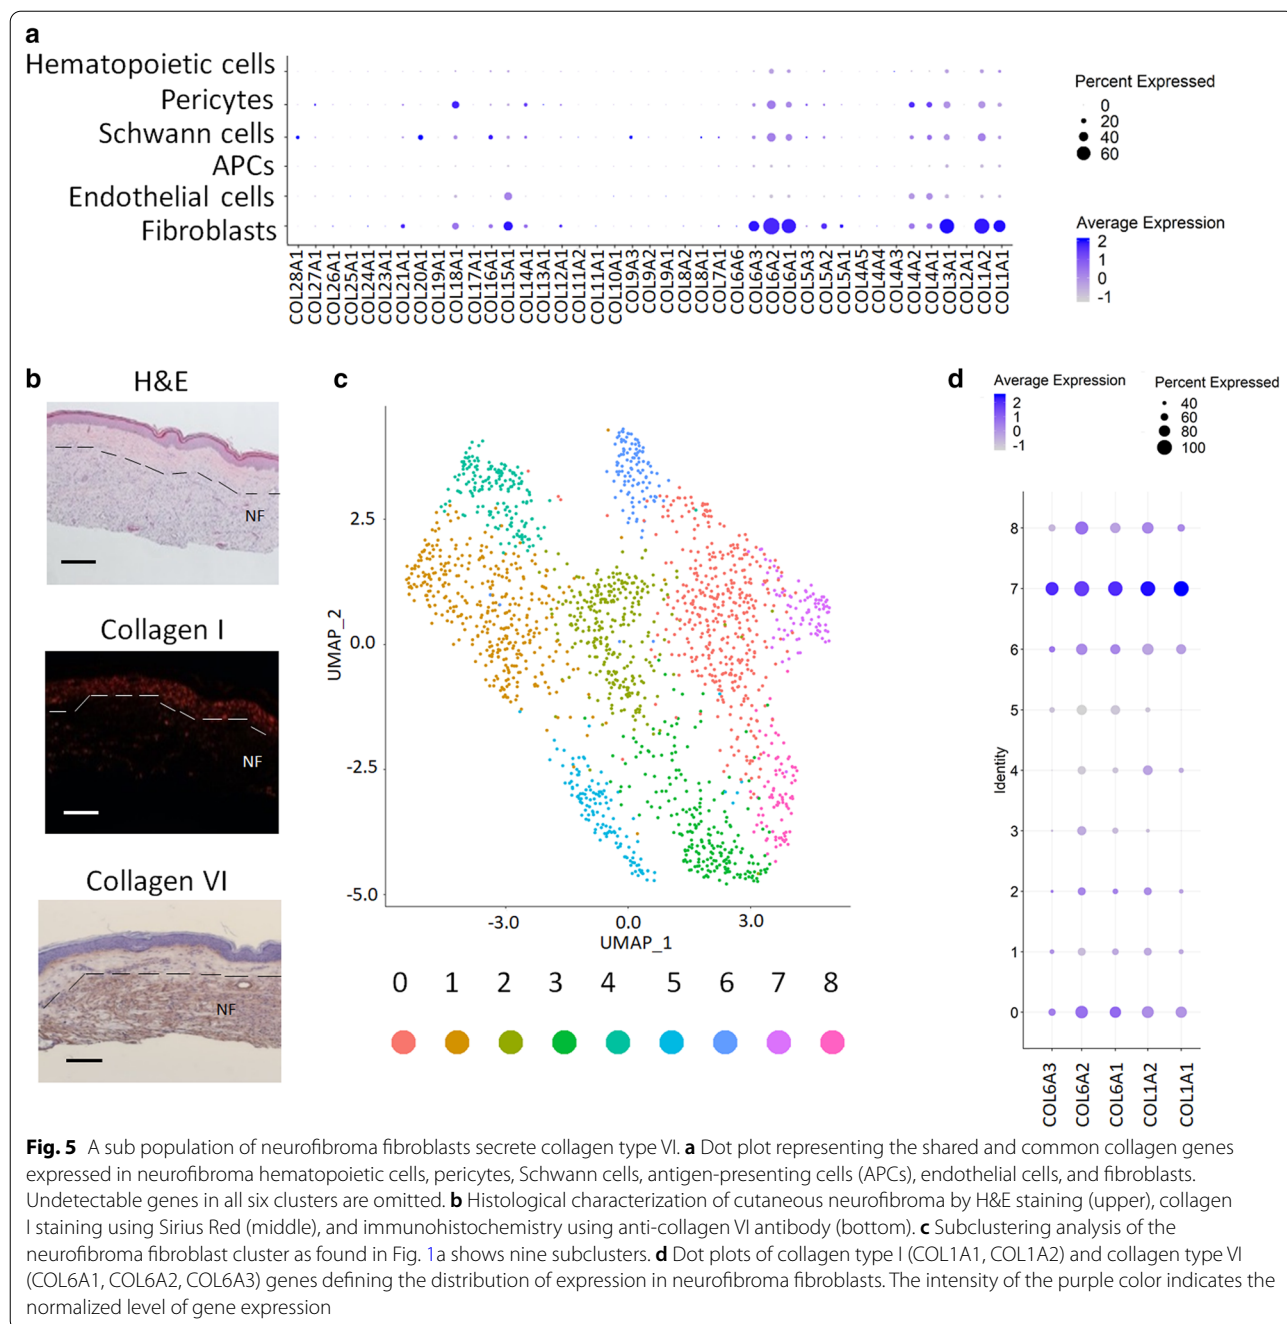 a
Hematopoietic cells
Pericytes
Schwann cells
APCs
Endothelial cells
Fibroblasts
COL28A1
COL27A1
COL26A1
COL25A1
COL24A1
COL23A1
COL21A1
COL20A1
COL19A1
COL18A1
COL17A1
COL16A1
COL15A1
COL14A1
COL13A1
COL12A1
COL11A2
COL11A1
COL10A1
COL9A3
COL9A2
COL9A1
COL8A2
COL8A1
COL7A1
COL6A6
COL6A3
COL6A2
COL6A1
COL5A3
COL5A2
COL5A1
COL4A5
COL4A4
COL4A3
COL4A2
COL4A1
COL3A1
COL2A1
COL1A2
COL1A1
Percent Expressed
0
20
40
60
Average Expression
2
1
0
-1
b
H&E
NF
Collagen I
NF
Collagen VI
NF
c
UMAP_2
2.5
0.0
-2.5
-5.0
-3.0 0.0 3.0
UMAP_1
0 1 2 3 4 5 6 7 8
d
Average Expression
2
1
0
-1
Percent Expressed
40
60
80
100
Identity
8
7
6
5
4
3
2
1
0
COL6A3
COL6A2
COL6A1
COL1A2
COL1A1
Fig. 5 A sub population of neurofibroma fibroblasts secrete collagen type VI. a Dot plot representing the shared and common collagen genes
expressed in neurofibroma hematopoietic cells, pericytes, Schwann cells, antigen-presenting cells (APCs), endothelial cells, and fibroblasts.
Undetectable genes in all six clusters are omitted. b Histological characterization of cutaneous neurofibroma by H&E staining (upper), collagen
I staining using Sirius Red (middle), and immunohistochemistry using anti-collagen VI antibody (bottom). c Subclustering analysis of the
neurofibroma fibroblast cluster as found in Fig. 1a shows nine subclusters. d Dot plots of collagen type I (COL1A1, COL1A2) and collagen type VI
(COL6A1, COL6A2, COL6A3) genes defining the distribution of expression in neurofibroma fibroblasts. The intensity of the purple color indicates the
normalized level of gene expression